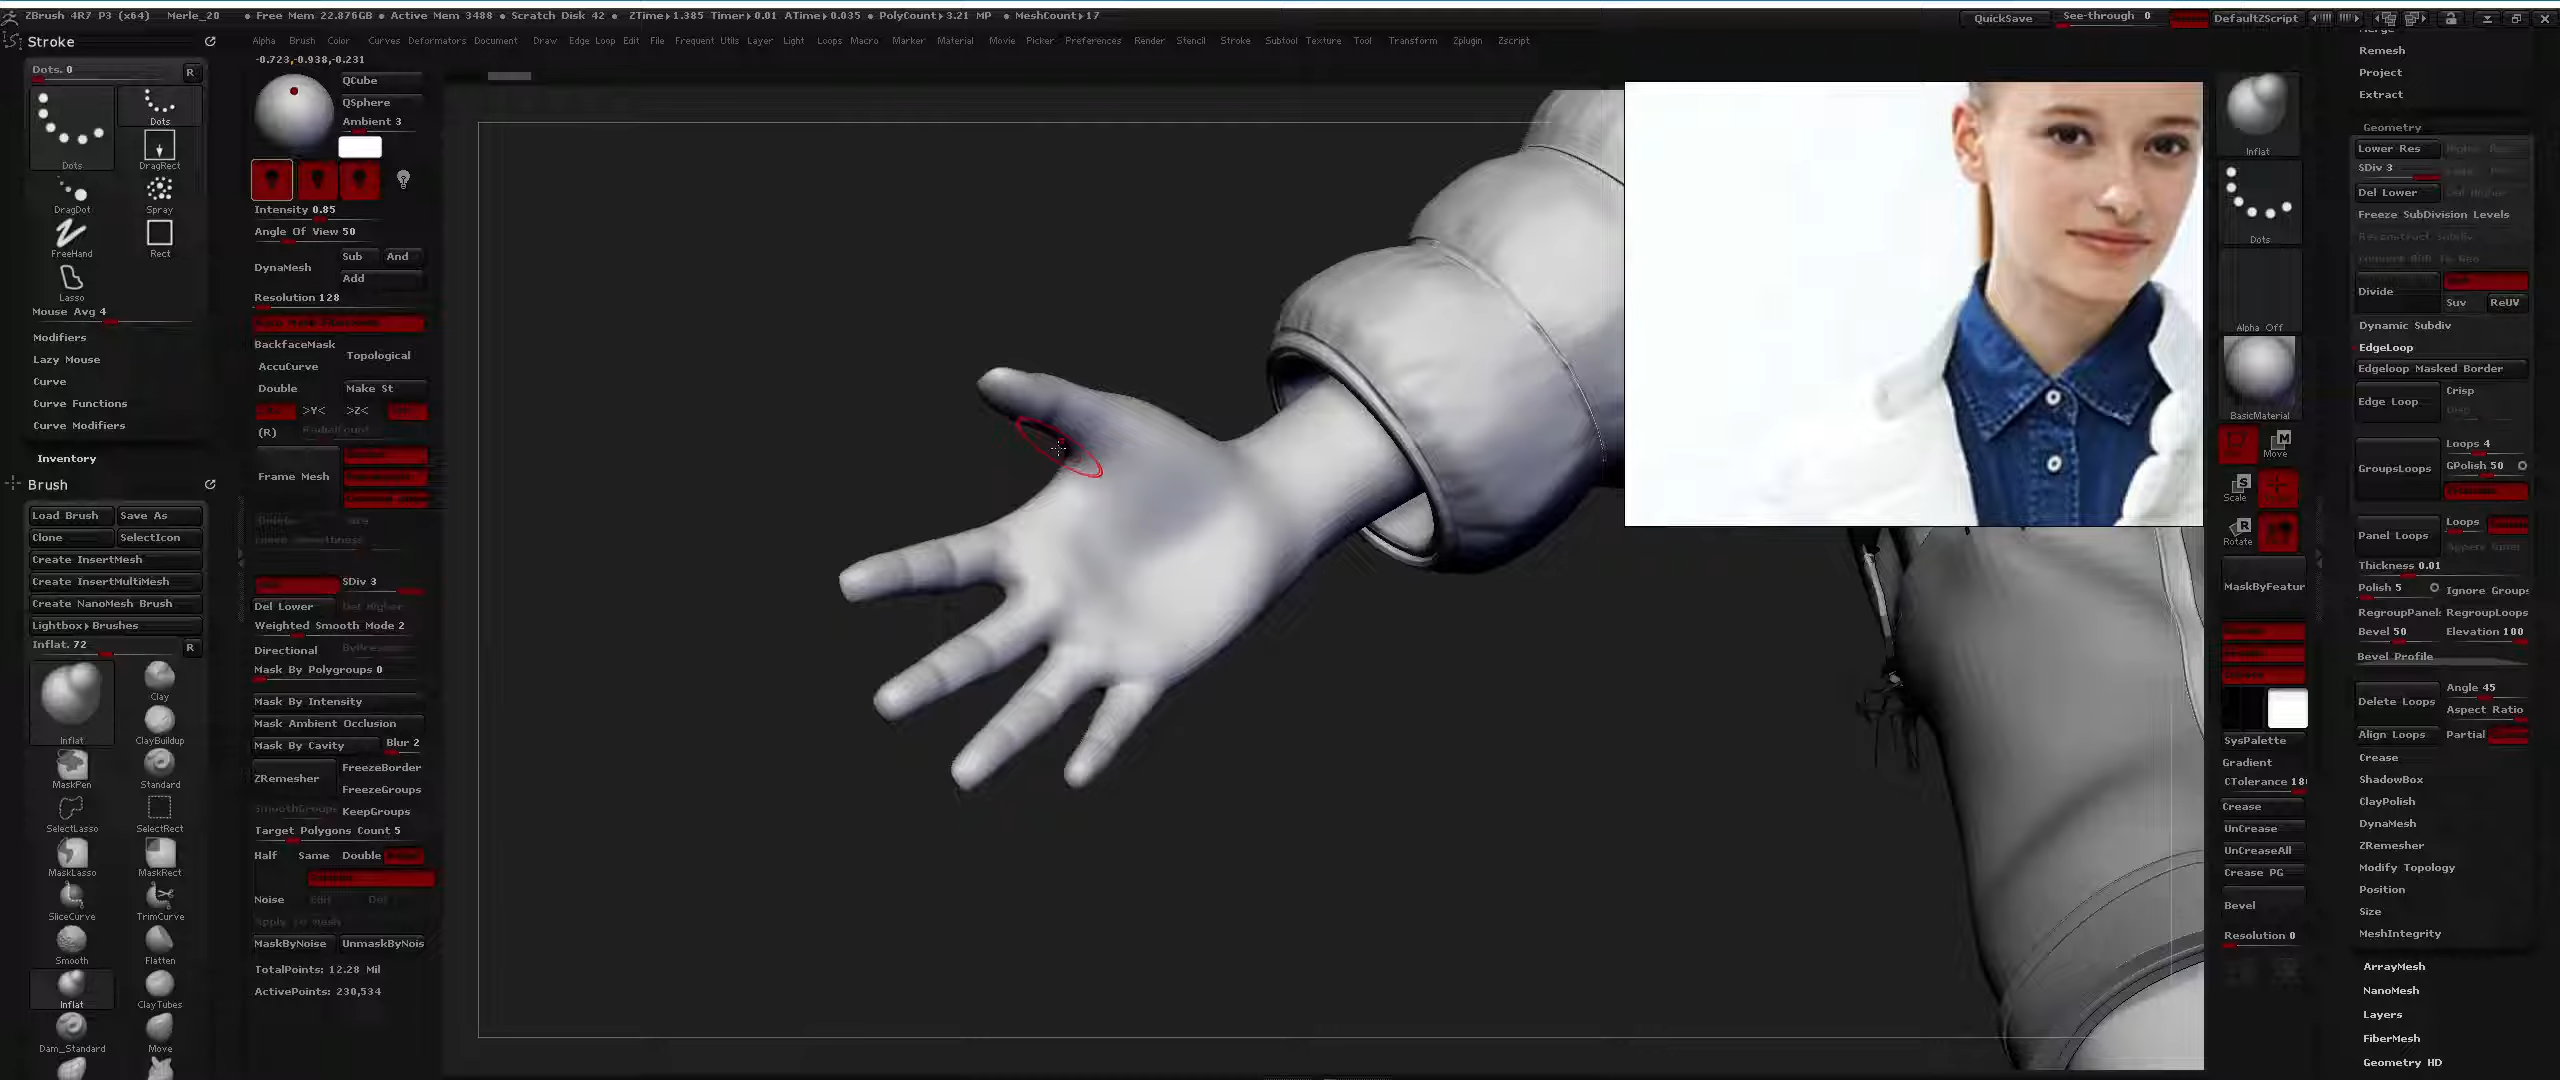 ZBrush 4R7 P3 (x64) Merle_20 ● Free Mem 22.876GB ● Active Mem 3488 ● Scratch Disk 42 ● ZTime▸1.385 Timer▸0.01 ATime▸0.035 ● PolyCount▸3.21 MP ● MeshCount▸17
QuickSave See-through 0 DefaultZScript
Alpha Brush Color Curves Deformators Document Draw Edge Loop Edit File Frequent Utils Layer Light Loops Macro Marker Material Movie Picker Preferences Render Stencil Stroke Subtool Texture Tool Transform Zplugin Zscript
Stroke
Dots. 0
R
Dots
Dots
DragRect
DragDot
Spray
FreeHand
Rect
Lasso
Mouse Avg 4
Modifiers
Lazy Mouse
Curve
Curve Functions
Curve Modifiers
Inventory
Brush
Load Brush Save As
Clone SelectIcon
Create InsertMesh
Create InsertMultiMesh
Create NanoMesh Brush
Lightbox▸Brushes
Inflat. 72
R
Inflat
Clay
ClayBuildup
MaskPen
Standard
SelectLasso
SelectRect
MaskLasso
MaskRect
SliceCurve
TrimCurve
Smooth
Flatten
Inflat
ClayTubes
Dam_Standard
Move
-0.723,-0.938,-0.231
QCube
QSphere
Ambient 3
Intensity 0.85
Angle Of View 50
DynaMesh
Sub And
Add
Resolution 128
BackfaceMask
Topological
AccuCurve
Double Make St
>Y< >Z<
(R) RadialCount
Frame Mesh
SDiv 3
Del Lower Del Higher
Weighted Smooth Mode 2
Directional
Mask By Polygroups 0
Mask By Intensity
Mask Ambient Occlusion
Mask By Cavity Blur 2
ZRemesher
FreezeBorder
FreezeGroups
SmoothGroups KeepGroups
Target Polygons Count 5
Half Same Double
Noise Edit Del
Apply To Mesh
MaskByNoise UnmaskByNois
TotalPoints: 12.28 Mil
ActivePoints: 230,534
Inflat
Dots
Alpha Off
BasicMaterial
Move
Scale
Rotate
MaskByFeatur
SysPalette
Gradient
CTolerance 18
Crease
UnCrease
UnCreaseAll
Crease PG
Bevel
Resolution 0
Remesh
Project
Extract
Geometry
Lower Res
SDiv 3
Del Lower
Freeze SubDivision Levels
Reconstruct Subdiv
Divide
Suv ReUV
Dynamic Subdiv
EdgeLoop
Edgeloop Masked Border
Edge Loop
Crisp
GroupsLoops
Loops 4
GPolish 50
Panel Loops
Loops
Thickness 0.01
Polish 5 Ignore Groups
RegroupPanels RegroupLoops
Bevel 50 Elevation 100
Bevel Profile
Delete Loops
Angle 45
Aspect Ratio
Align Loops Partial
Crease
ShadowBox
ClayPolish
DynaMesh
ZRemesher
Modify Topology
Position
Size
MeshIntegrity
ArrayMesh
NanoMesh
Layers
FiberMesh
Geometry HD